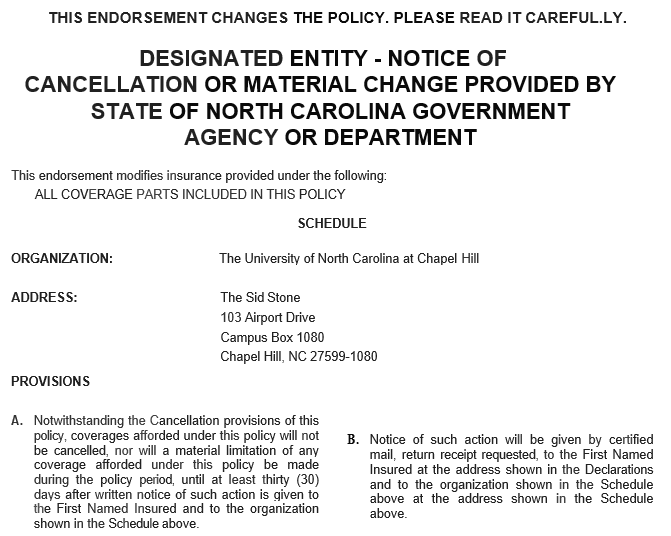 THIS ENDORSEMENT CHANGES THE POLICY. PLEASE READ IT CAREFUL.LY.
DESIGNATED ENTITY - NOTICE OF
CANCELLATION OR MATERIAL CHANGE PROVIDED BY
STATE OF NORTH CAROLINA GOVERNMENT
AGENCY OR DEPARTMENT
This endorsement modifies insurance provided under the following:
ALL COVERAGE PARTS INCLUDED IN THIS POLICY
SCHEDULE
ORGANIZATION: The University of North Carolina at Chapel Hill
ADDRESS: The Sid Stone
103 Airport Drive
Campus Box 1080
Chapel Hill, NC 27599-1080
PROVISIONS
A. Notwithstanding the Cancellation provisions of this
policy, coverages afforded under this policy will not
be cancelled, nor will a material limitation of any
coverage afforded under this policy be made
during the policy period, until at least thirty (30)
days after written notice of such action is given to
the First Named Insured and to the organization
shown in the Schedule above.
B. Notice of such action will be given by certified
mail, return receipt requested, to the First Named
Insured at the address shown in the Declarations
and to the organization shown in the Schedule
above at the address shown in the Schedule
above.